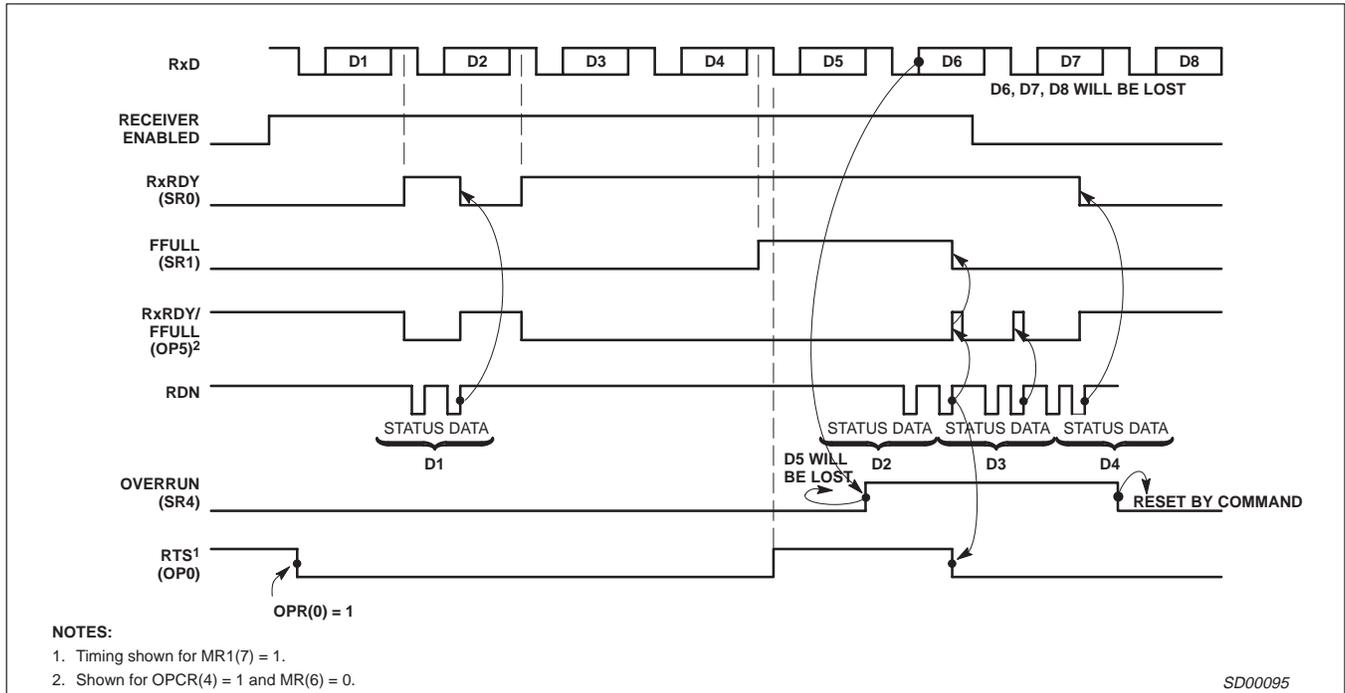 RxD
D1 D2 D3 D4 D5 D6 D7 D8
D6, D7, D8 WILL BE LOST
RECEIVER
ENABLED
RxRDY
(SR0)
FFULL
(SR1)
RxRDY/
FFULL
(OP5)2
RDN
STATUS DATA STATUS DATA STATUS DATA STATUS DATA
D1 D2 D3 D4
D5 WILL
BE LOST
OVERRUN
(SR4)
RESET BY COMMAND
RTS1
(OP0)
OPR(0) = 1
NOTES:
1. Timing shown for MR1(7) = 1.
2. Shown for OPCR(4) = 1 and MR(6) = 0.
SD00095